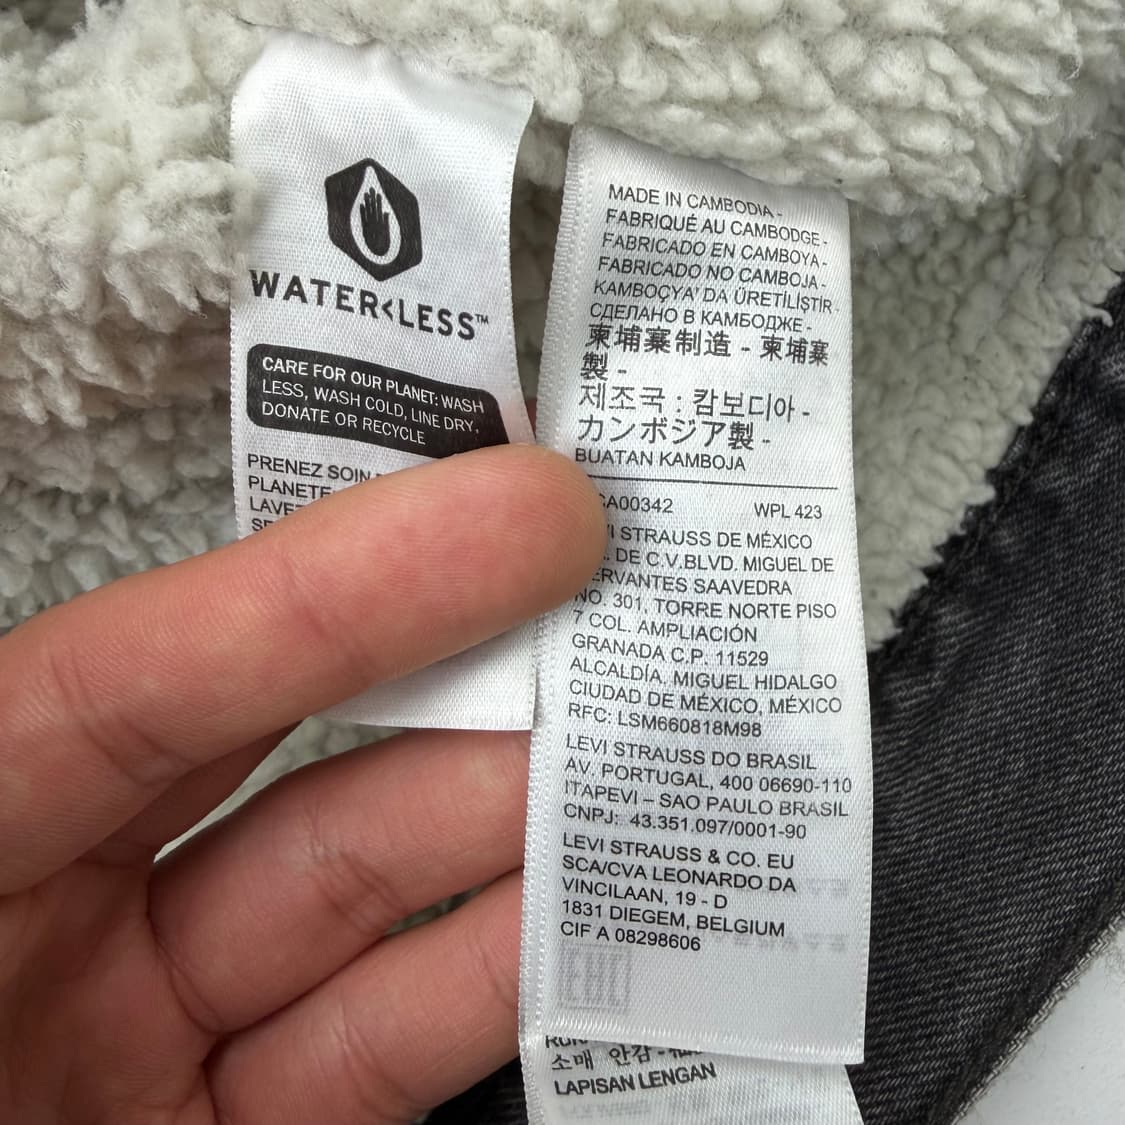 WATER<LESS™
CARE FOR OUR PLANET: WASH
LESS, WASH COLD, LINE DRY,
DONATE OR RECYCLE
PRENEZ SOIN
PLANETE
MADE IN CAMBODIA -
FABRIQUÉ AU CAMBODGE -
FABRICADO EN CAMBOYA -
FABRICADO NO CAMBOJA -
KAMBOÇYA' DA ÜRETİLİŞTİR -
СДЕЛАНО В КАМБОДЖЕ -
柬埔寨制造 - 柬埔寨
製 -
제조국 : 캄보디아 -
カンボジア製 -
BUATAN KAMBOJA
CA00342 WPL 423
STRAUSS DE MÉXICO
DE C.V.BLVD. MIGUEL DE
ERVANTES SAAVEDRA
NO. 301, TORRE NORTE PISO
7 COL. AMPLIACIÓN
GRANADA C.P. 11529
ALCALDÍA. MIGUEL HIDALGO
CIUDAD DE MÉXICO, MÉXICO
RFC: LSM660818M98
LEVI STRAUSS DO BRASIL
AV. PORTUGAL, 400 06690-110
ITAPEVI – SAO PAULO BRASIL
CNPJ: 43.351.097/0001-90
LEVI STRAUSS & CO. EU
SCA/CVA LEONARDO DA
VINCILAAN, 19 - D
1831 DIEGEM, BELGIUM
CIF A 08298606
EAC
소매 안감 -
LAPISAN LENGAN